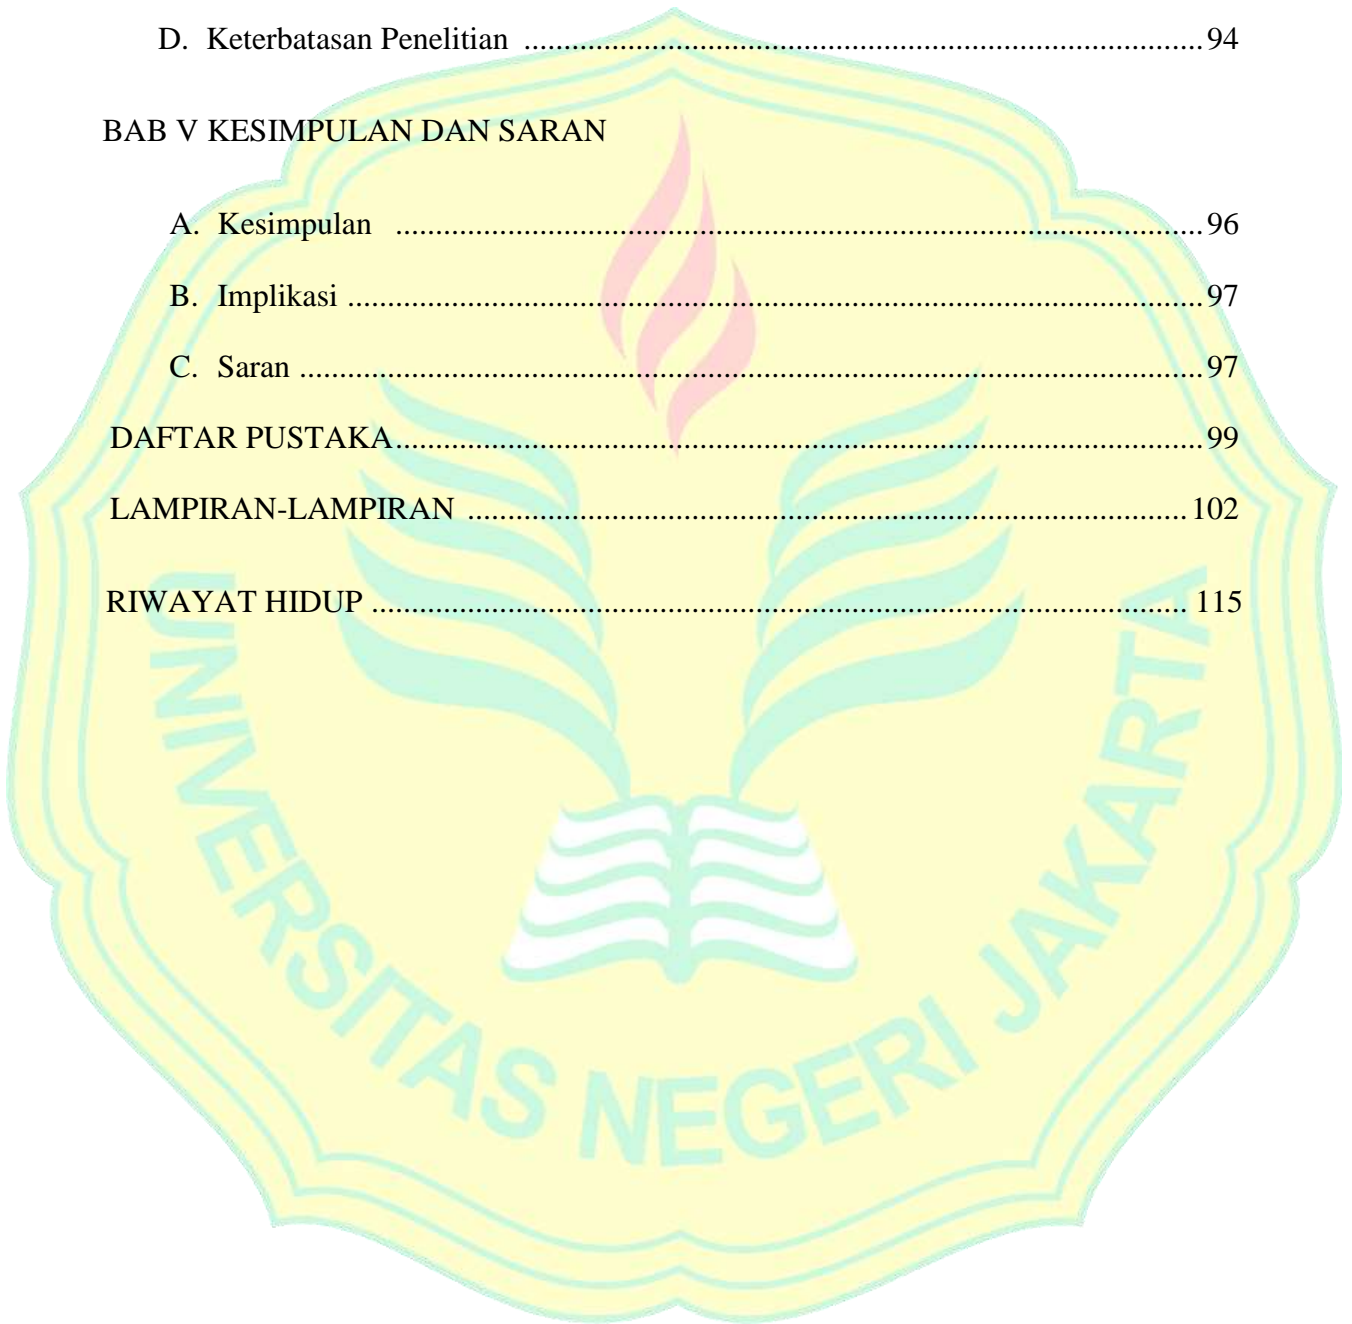 D. Keterbatasan Penelitian ........................................................................................ 94
BAB V KESIMPULAN DAN SARAN
A. Kesimpulan ........................................................................................................ 96
B. Implikasi ............................................................................................................. 97
C. Saran ................................................................................................................... 97
DAFTAR PUSTAKA....................................................................................................... 99
LAMPIRAN-LAMPIRAN ............................................................................................ 102
RIWAYAT HIDUP ........................................................................................................ 115
UNIVERSITAS NEGERI JAKARTA